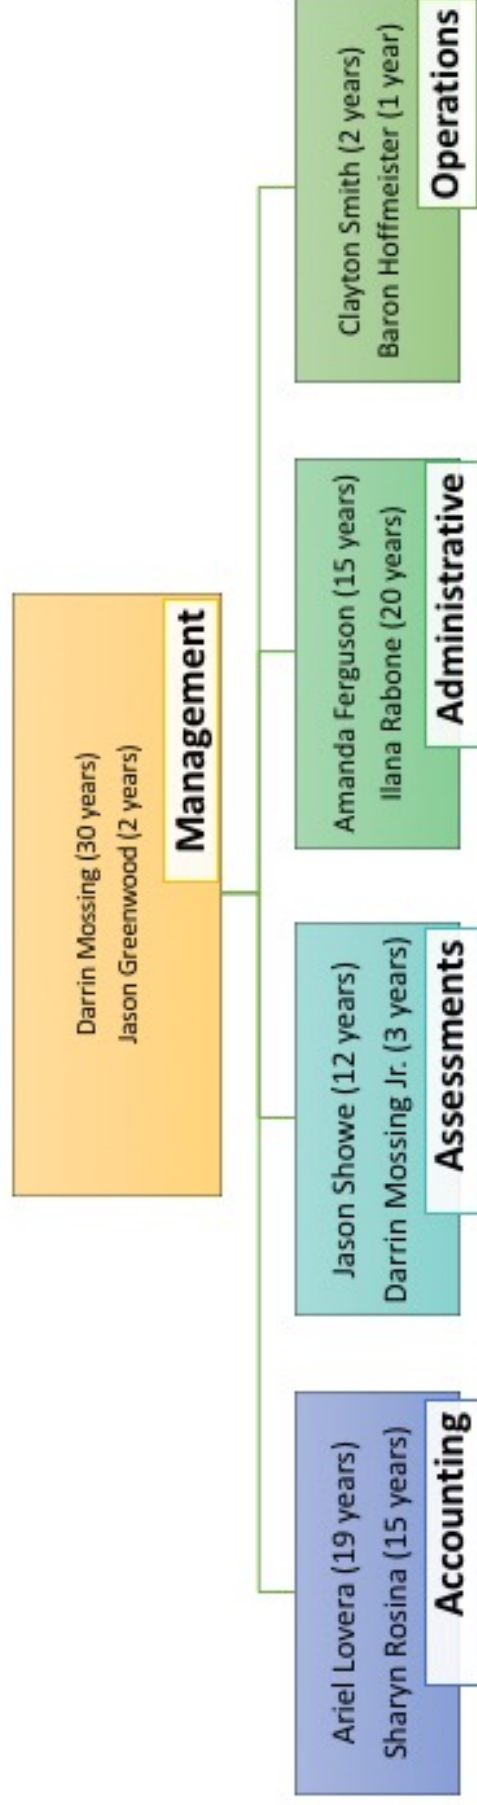 Darrin Mossing (30 years)
Jason Greenwood (2 years)
Management
Ariel Lovera (19 years)
Sharyn Rosina (15 years)
Accounting
Jason Showe (12 years)
Darrin Mossing Jr. (3 years)
Assessments
Amanda Ferguson (15 years)
Ilana Rabone (20 years)
Administrative
Clayton Smith (2 years)
Baron Hoffmeister (1 year)
Operations